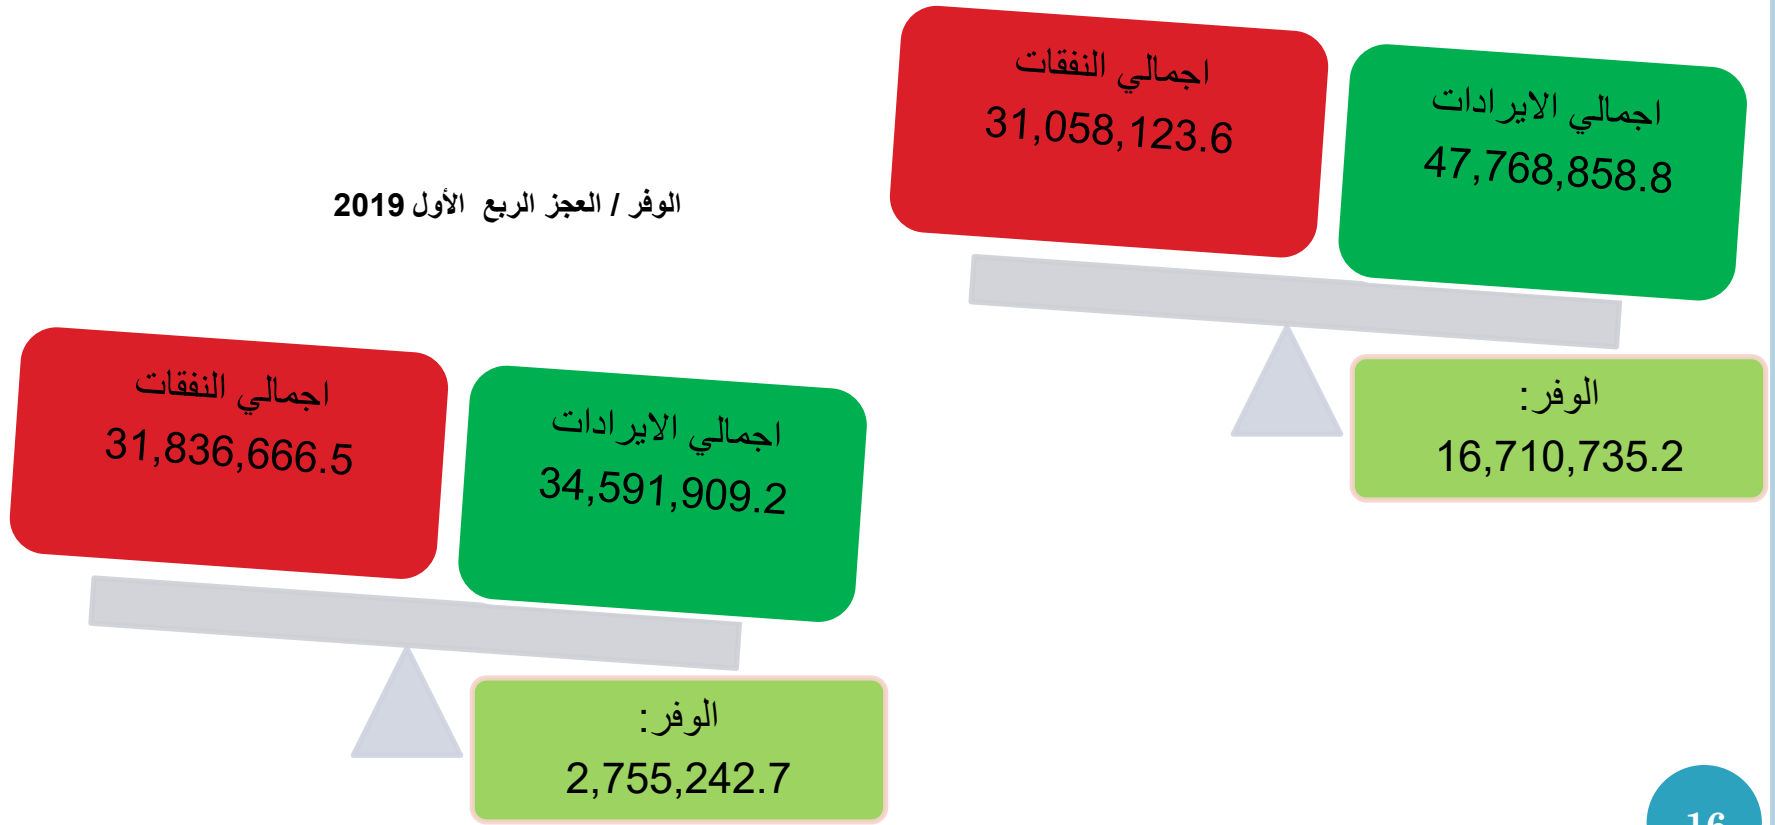 اجمالي النفقات
31,058,123.6
اجمالي الايرادات
47,768,858.8
الوفر:
16,710,735.2
الوفر / العجز الربع الأول 2019
اجمالي النفقات
31,836,666.5
اجمالي الايرادات
34,591,909.2
الوفر:
2,755,242.7
16